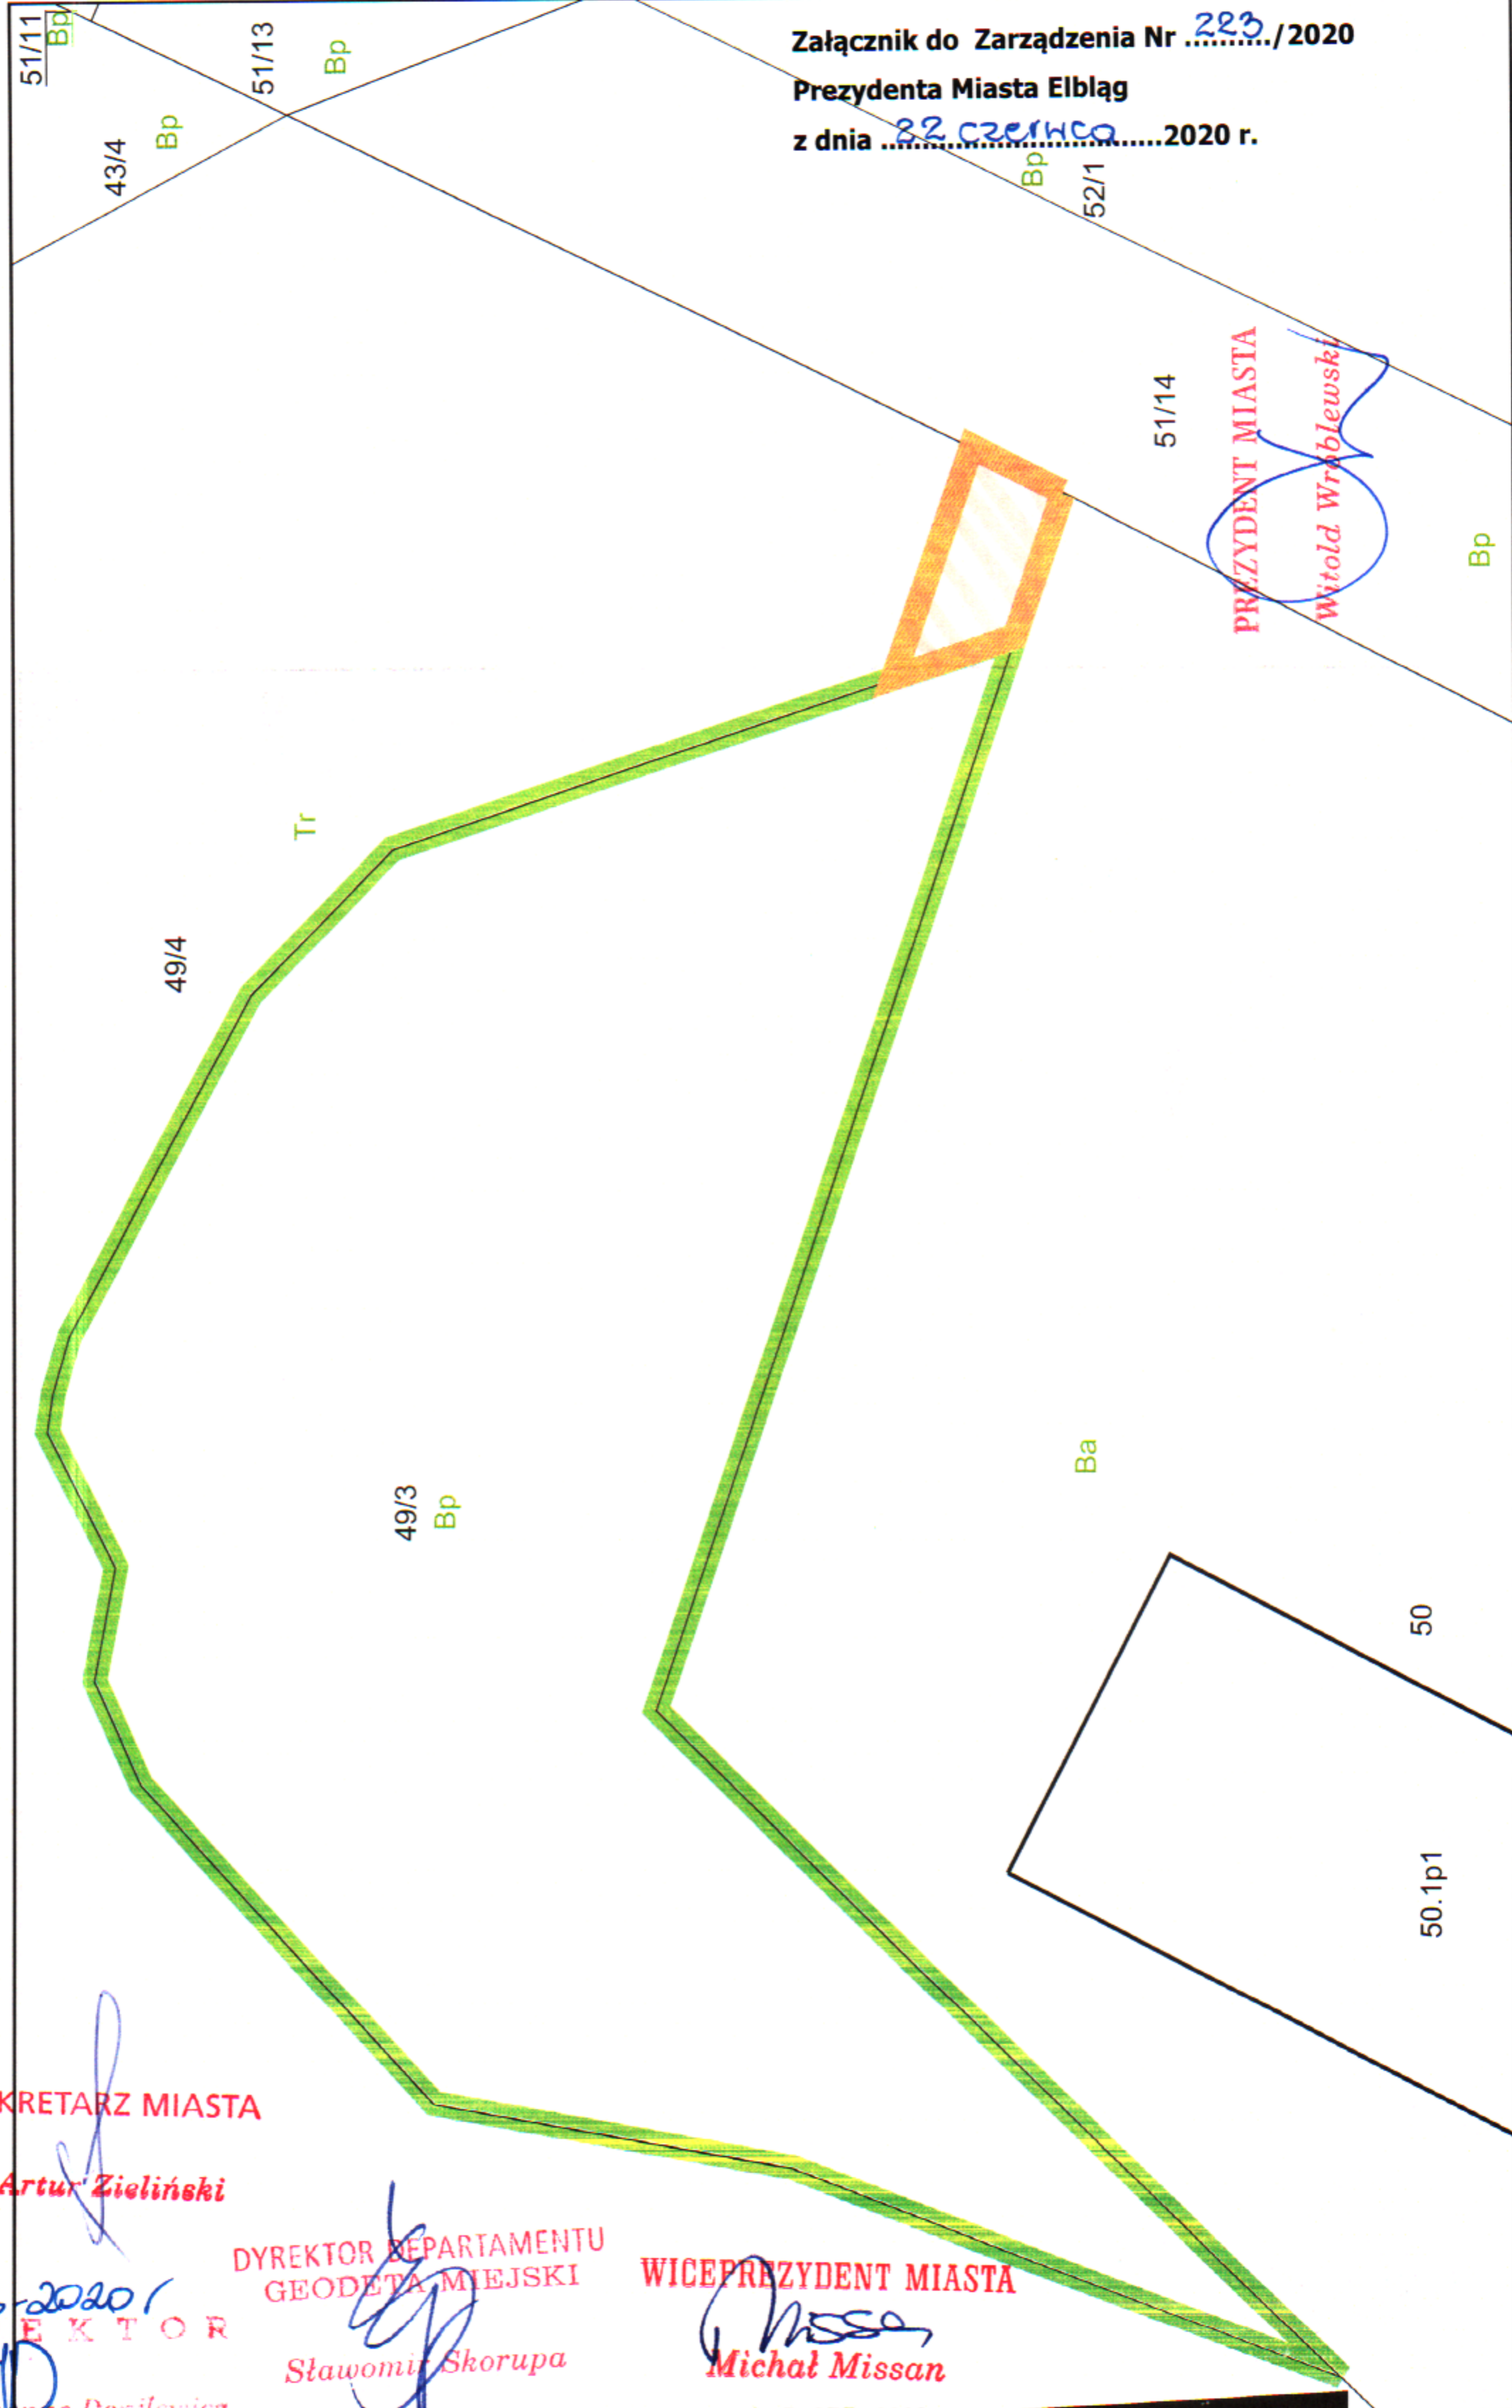 Załącznik do Zarządzenia Nr 223/2020
Prezydenta Miasta Elbląg
z dnia 22 czerwca 2020 r.
51/11
Bp
51/13
Bp
43/4
Bp
Bp
52/1
51/14
PREZYDENT MIASTA
Witold Wróblewski
Bp
Tr
49/4
49/3
Bp
Ba
50
50.1p1
KRETARZ MIASTA
Artur Zieliński
DYREKTOR DEPARTAMENTU
GEODETA MIEJSKI
Sławomir Skorupa
WICEPREZYDENT MIASTA
Michał Missan
-2020r
EKTOR